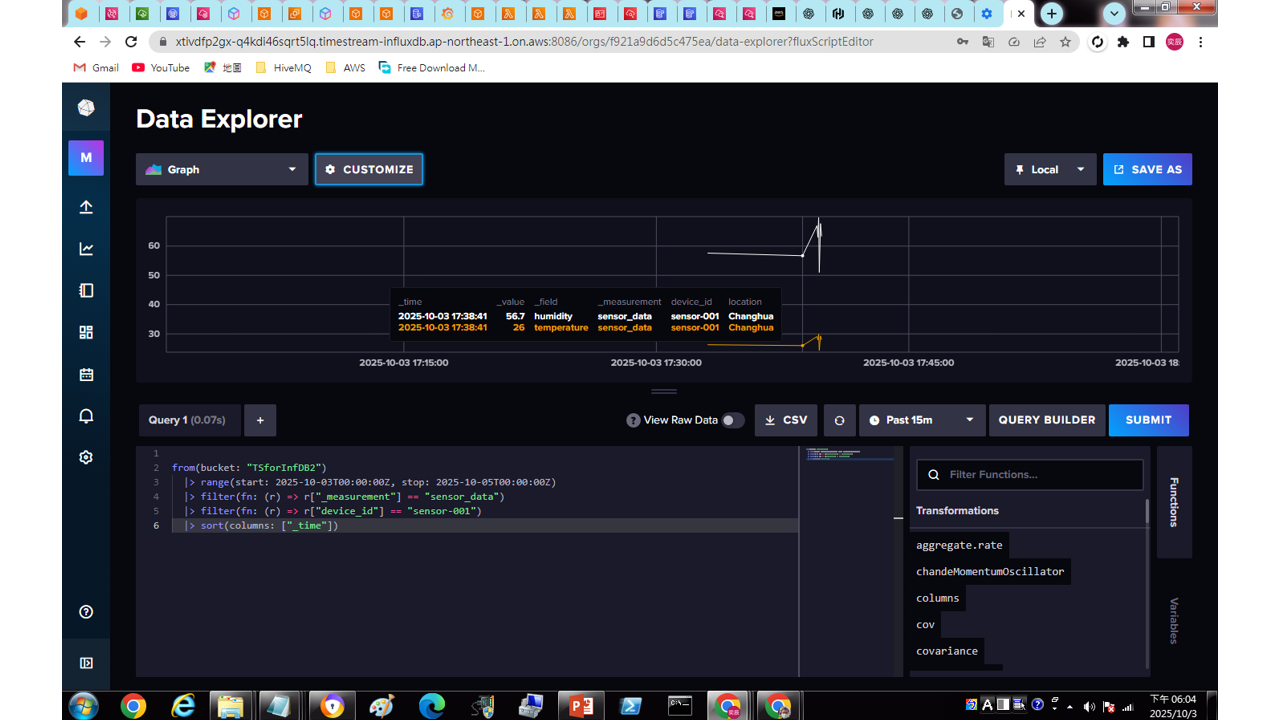 xtivdfp2gx-q4kdl46sqrt5lq.timestream-influxdb.ap-northeast-1.on.aws:8086/orgs/f921a9d6d5c475ea/data-explorer?fluxScriptEditor
Gmail YouTube 地圖 HiveMQ AWS Free Download M...
Data Explorer
M
Graph CUSTOMIZE Local SAVE AS
60
50
40
30
_time _value _field _measurement device_id location
2025-10-03 17:38:41 56.7 humidity sensor_data sensor-001 Changhua
2025-10-03 17:38:41 26 temperature sensor_data sensor-001 Changhua
2025-10-03 17:15:00 2025-10-03 17:30:00 2025-10-03 17:45:00 2025-10-03 18:
Query 1 (0.07s) + ? View Raw Data CSV Past 15m QUERY BUILDER SUBMIT
1
2 from(bucket: "TSforInfDB2")
3 |> range(start: 2025-10-03T00:00:00Z, stop: 2025-10-05T00:00:00Z)
4 |> filter(fn: (r) => r["_measurement"] == "sensor_data")
5 |> filter(fn: (r) => r["device_id"] == "sensor-001")
6 |> sort(columns: ["_time"])
Filter Functions...
Transformations
aggregate.rate
chandeMomentumOscillator
columns
cov
covariance
Functions
Variables
下午 06:04
2025/10/3